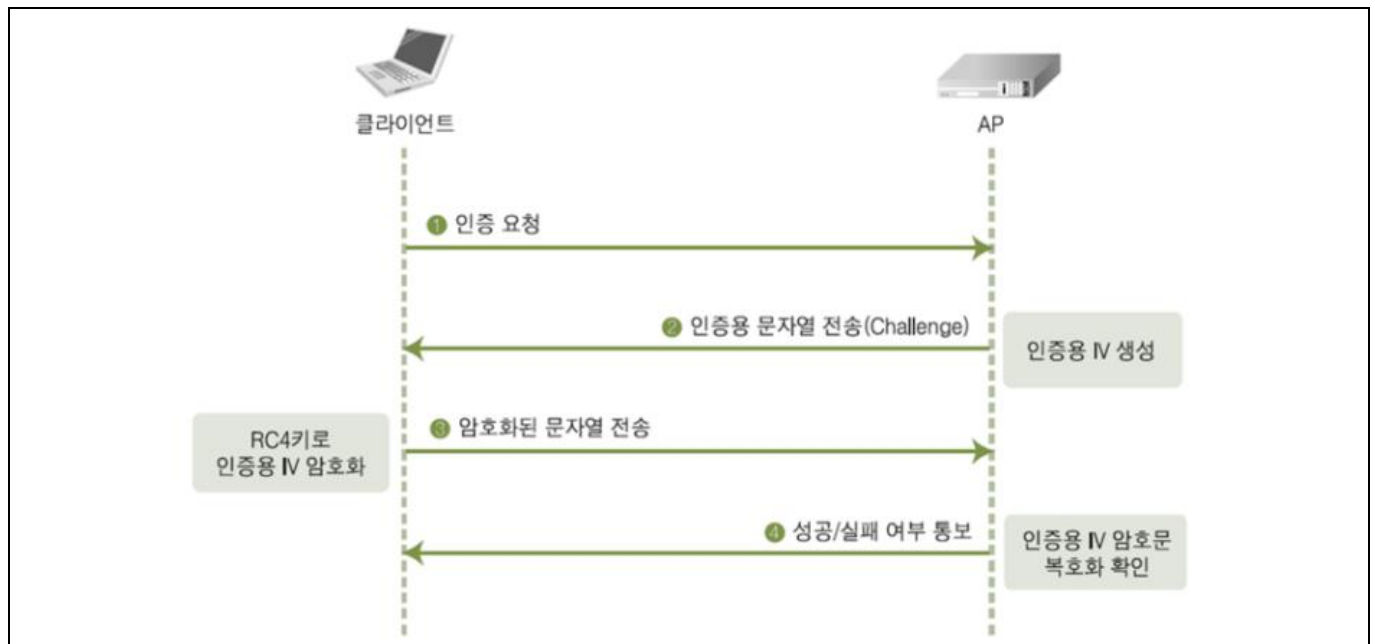 클라이언트
AP
❶ 인증 요청
❷ 인증용 문자열 전송(Challenge)
인증용 IV 생성
RC4키로
인증용 IV 암호화
❸ 암호화된 문자열 전송
❹ 성공/실패 여부 통보
인증용 IV 암호문
복호화 확인